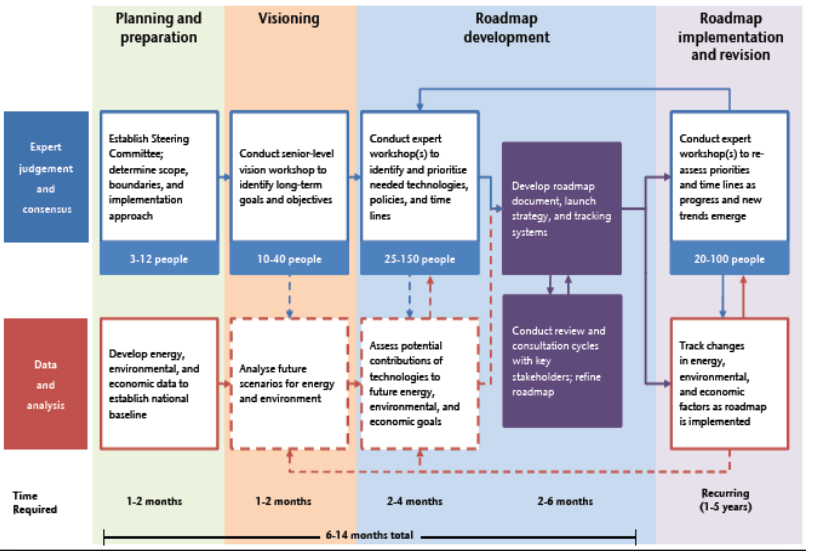 Planning and
preparation
Visioning
Roadmap
development
Roadmap
implementation
and revision
Expert
judgement
and
consensus
Establish Steering
Committee;
determine scope,
boundaries, and
implementation
approach
3-12 people
Conduct senior-level
vision workshop to
identify long-term
goals and objectives
10-40 people
Conduct expert
workshop(s) to
identify and prioritise
needed technologies,
policies, and time
lines
25-150 people
Develop roadmap
document, launch
strategy, and tracking
systems
Conduct expert
workshop(s) to re-
assess priorities
and time lines as
progress and new
trends emerge
20-100 people
Data
and
analysis
Develop energy,
environmental, and
economic data to
establish national
baseline
Analyse future
scenarios for energy
and environment
Assess potential
contributions of
technologies to
future energy,
environmental, and
economic goals
Conduct review and
consultation cycles
with key
stakeholders; refine
roadmap
Track changes
in energy,
environmental,
and economic
factors as roadmap
is implemented
Time
Required
1-2 months
1-2 months
2-4 months
2-6 months
Recurring
(1-5 years)
6-14 months total